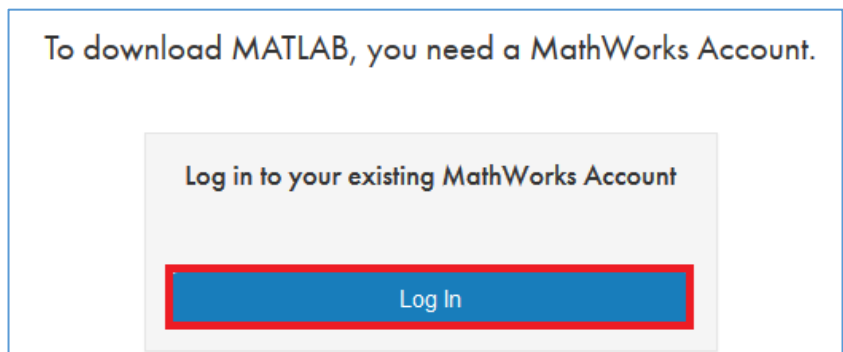 To download MATLAB, you need a MathWorks Account.
Log in to your existing MathWorks Account
Log In